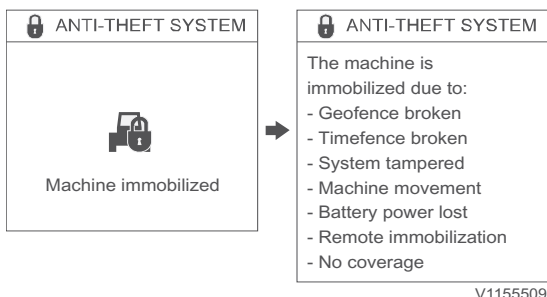 ANTI-THEFT SYSTEM
Machine immobilized
ANTI-THEFT SYSTEM
The machine is
immobilized due to:
- Geofence broken
- Timefence broken
- System tampered
- Machine movement
- Battery power lost
- Remote immobilization
- No coverage
V1155509